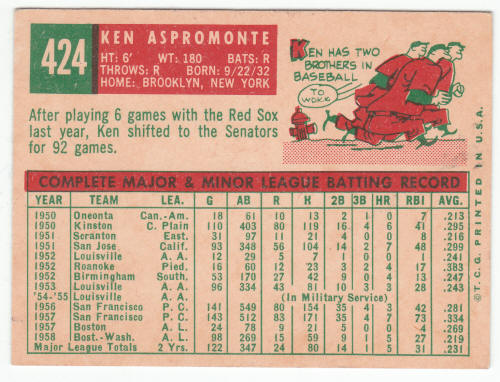 424
KEN ASPROMONTE
HT: 6' WT: 180 BATS: R
THROWS: R BORN: 9/22/32
HOME: BROOKLYN, NEW YORK
KEN HAS TWO
BROTHERS IN
BASEBALL
TO WORK
After playing 6 games with the Red Sox
last year, Ken shifted to the Senators
for 92 games.
COMPLETE MAJOR & MINOR LEAGUE BATTING RECORD
YEAR TEAM LEA. G AB R H 2B 3B HR RBI AVG.
1950 Oneonta Can.-Am. 18 61 10 13 2 1 0 7 .213
1950 Kinston C. Plain 110 403 80 119 16 4 6 41 .295
1951 Scranton East. 31 97 11 21 4 0 0 8 .216
1951 San Jose Calif. 93 348 56 104 14 7 48 .299
1952 Louisville A. A. 12 29 5 7 1 0 0 1 .241
1952 Roanoke Pied. 16 60 12 23 3 2 4 17 .383
1952 Birmingham South. 53 170 27 42 9 0 3 13 .247
1953 Louisville A. A. 96 334 43 81 10 3 3 28 .243
'54-'55 (In Military Service)
1956 San Francisco P. C. 141 549 80 154 35 4 3 42 .281
1957 San Francisco P. C. 143 512 83 171 35 4 7 73 .334
1957 Boston A. L. 24 78 9 21 5 0 0 4 .269
1958 Bost.-Wash. A. L. 98 269 15 59 9 1 5 27 .219
Major League Totals 2 Yrs. 122 347 24 80 14 1 5 31 .231
© T.C.G. PRINTED IN U.S.A.